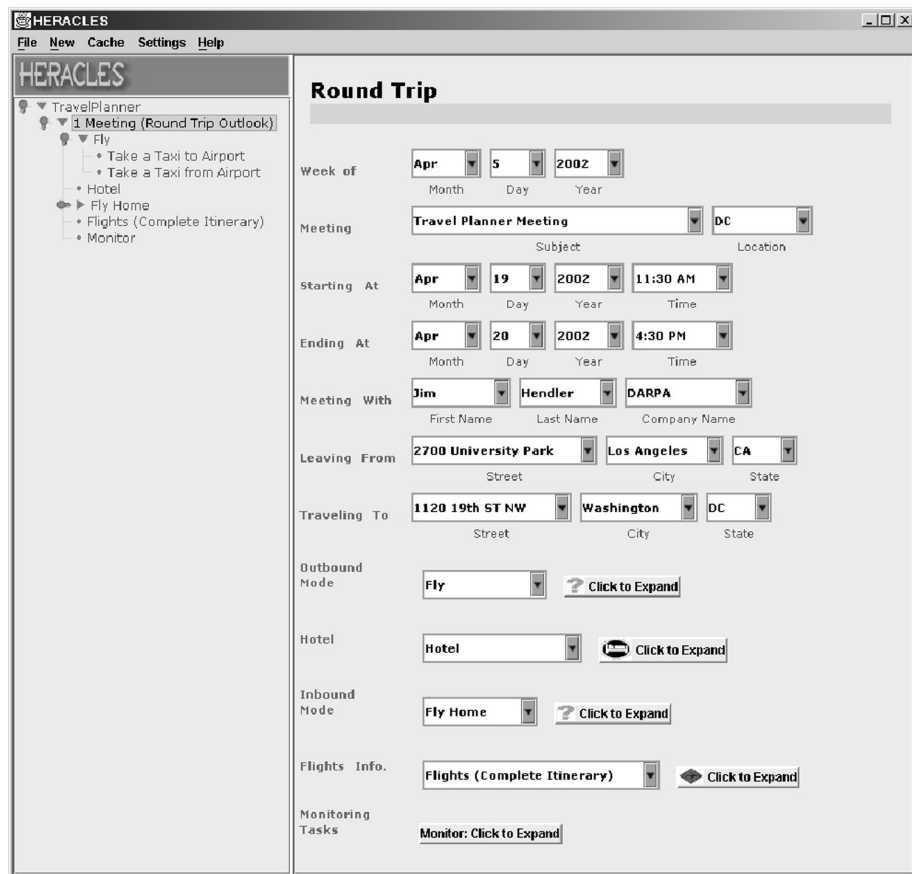 HERACLES
File New Cache Settings Help
HERACLES
TravelPlanner
1 Meeting (Round Trip Outlook)
Fly
Take a Taxi to Airport
Take a Taxi from Airport
Hotel
Fly Home
Flights (Complete Itinerary)
Monitor
Round Trip
Week of Apr 5 2002
Month Day Year
Meeting Travel Planner Meeting DC
Subject Location
Starting At Apr 19 2002 11:30 AM
Month Day Year Time
Ending At Apr 20 2002 4:30 PM
Month Day Year Time
Meeting With Jim Hendler DARPA
First Name Last Name Company Name
Leaving From 2700 University Park Los Angeles CA
Street City State
Traveling To 1120 19th ST NW Washington DC
Street City State
Outbound
Mode Fly ? Click to Expand
Hotel Hotel Click to Expand
Inbound
Mode Fly Home ? Click to Expand
Flights Info. Flights (Complete Itinerary) Click to Expand
Monitoring
Tasks Monitor: Click to Expand